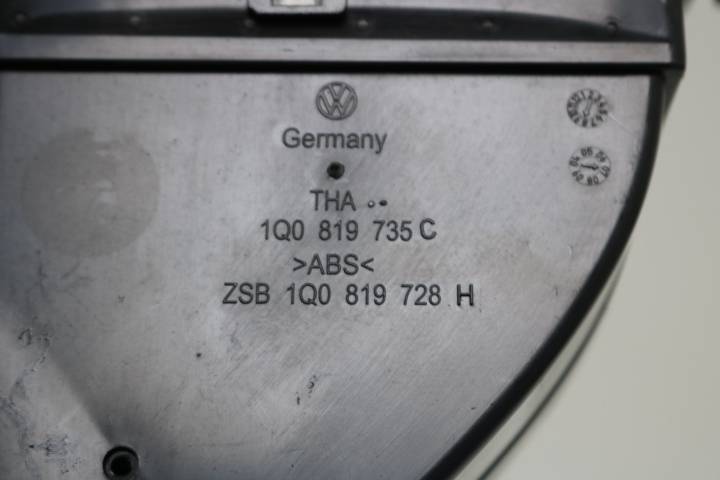 Germany
THA
1Q0 819 735 C
>ABS<
ZSB 1Q0 819 728 H